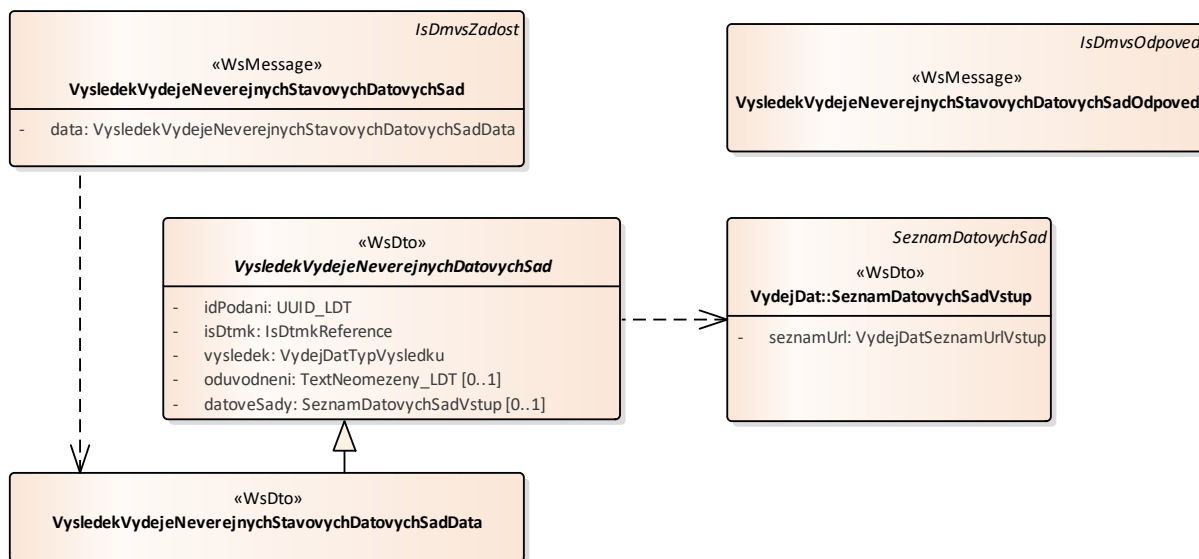 IsDmvsZadost
«WsMessage»
VysledekVydejeNeverejnychStavovychDatovychSad
- data: VysledekVydejeNeverejnychStavovychDatovychSadData
IsDmvsOdpoved
«WsMessage»
VysledekVydejeNeverejnychStavovychDatovychSadOdpoved
«WsDto»
VysledekVydejeNeverejnychDatovychSad
- idPodani: UUID_LDT
- isDtmk: IsDtmkReference
- vysledek: VydejDatTypVysledku
- oduvodneni: TextNeomezeny_LDT [0..1]
- datoveSady: SeznamDatovychSadVstup [0..1]
SeznamDatovychSad
«WsDto»
VydejDat::SeznamDatovychSadVstup
- seznamUrl: VydejDatSeznamUrlVstup
«WsDto»
VysledekVydejeNeverejnychStavovychDatovychSadData